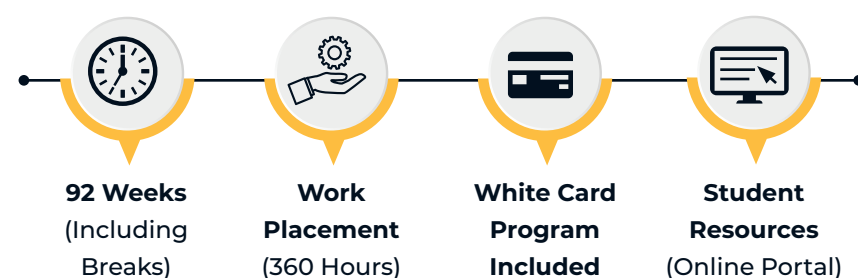 92 Weeks
(Including
Breaks)
Work
Placement
(360 Hours)
White Card
Program
Included
Student
Resources
(Online Portal)